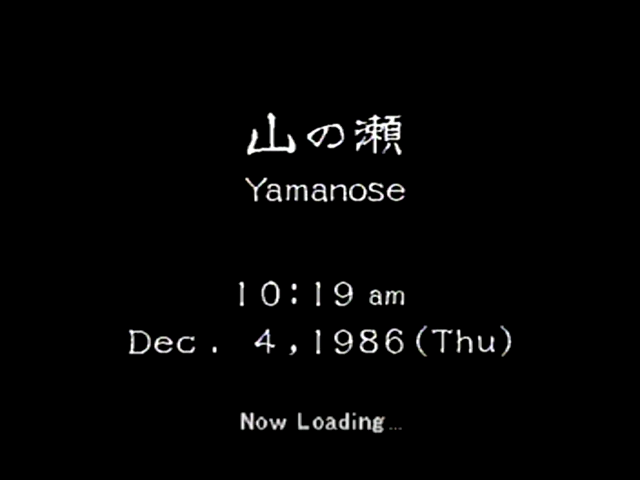 山の瀬
Yamanose
10:19 am
Dec. 4,1986(Thu)
Now Loading...